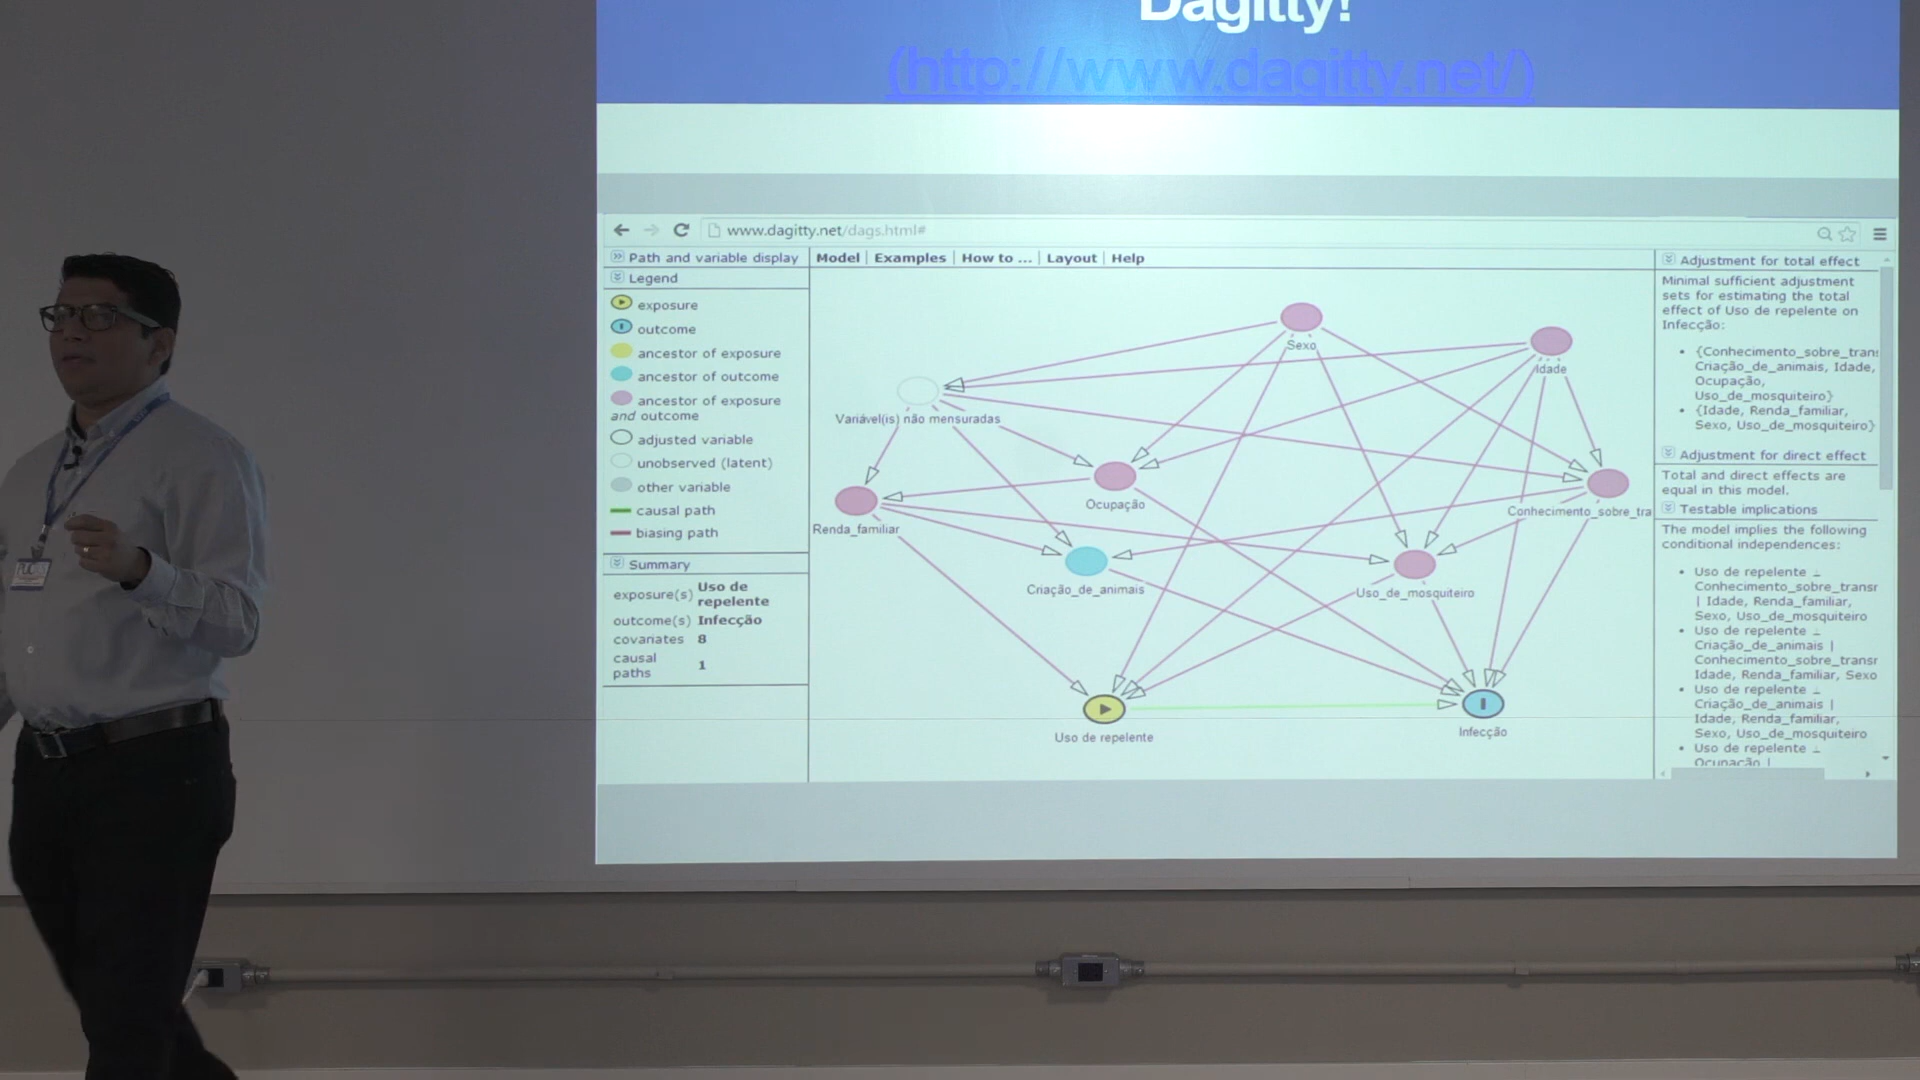 Dagitty!
(http://www.dagitty.net/)
www.dagitty.net/dags.html#
Path and variable display
Legend
exposure
outcome
ancestor of exposure
ancestor of outcome
ancestor of exposure
and outcome
adjusted variable
unobserved (latent)
other variable
causal path
biasing path
Summary
exposure(s) Uso de
repelente
outcome(s) Infecção
covariates 8
causal
paths 1
Model | Examples | How to ... | Layout | Help
Sexo
Idade
Variável(is) não mensuradas
Ocupação
Conhecimento_sobre_tra
Renda_familiar
Criação_de_animais
Uso_de_mosquiteiro
Uso de repelente
Infecção
Adjustment for total effect
Minimal sufficient adjustment
sets for estimating the total
effect of Uso de repelente on
Infecção:
• {Conhecimento_sobre_trans
Criação_de_animais, Idade,
Ocupação,
Uso_de_mosquiteiro}
• {Idade, Renda_familiar,
Sexo, Uso_de_mosquiteiro}
Adjustment for direct effect
Total and direct effects are
equal in this model.
Testable implications
The model implies the following
conditional independences:
• Uso de repelente ⊥
Conhecimento_sobre_transr
| Idade, Renda_familiar,
Sexo, Uso_de_mosquiteiro
• Uso de repelente ⊥
Criação_de_animais |
Conhecimento_sobre_transr
Idade, Renda_familiar, Sexo
• Uso de repelente ⊥
Criação_de_animais |
Idade, Renda_familiar,
Sexo, Uso_de_mosquiteiro
• Uso de repelente ⊥
Ocupação |